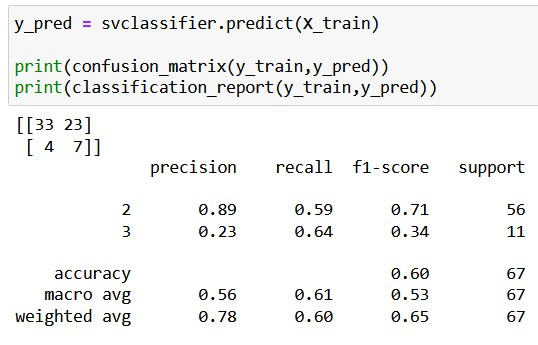 y_pred = svclassifier.predict(X_train)
print(confusion_matrix(y_train,y_pred))
print(classification_report(y_train,y_pred))
[[33 23]
 [ 4  7]]
              precision    recall  f1-score   support

           2       0.89      0.59      0.71        56
           3       0.23      0.64      0.34        11

    accuracy                           0.60        67
   macro avg       0.56      0.61      0.53        67
weighted avg       0.78      0.60      0.65        67